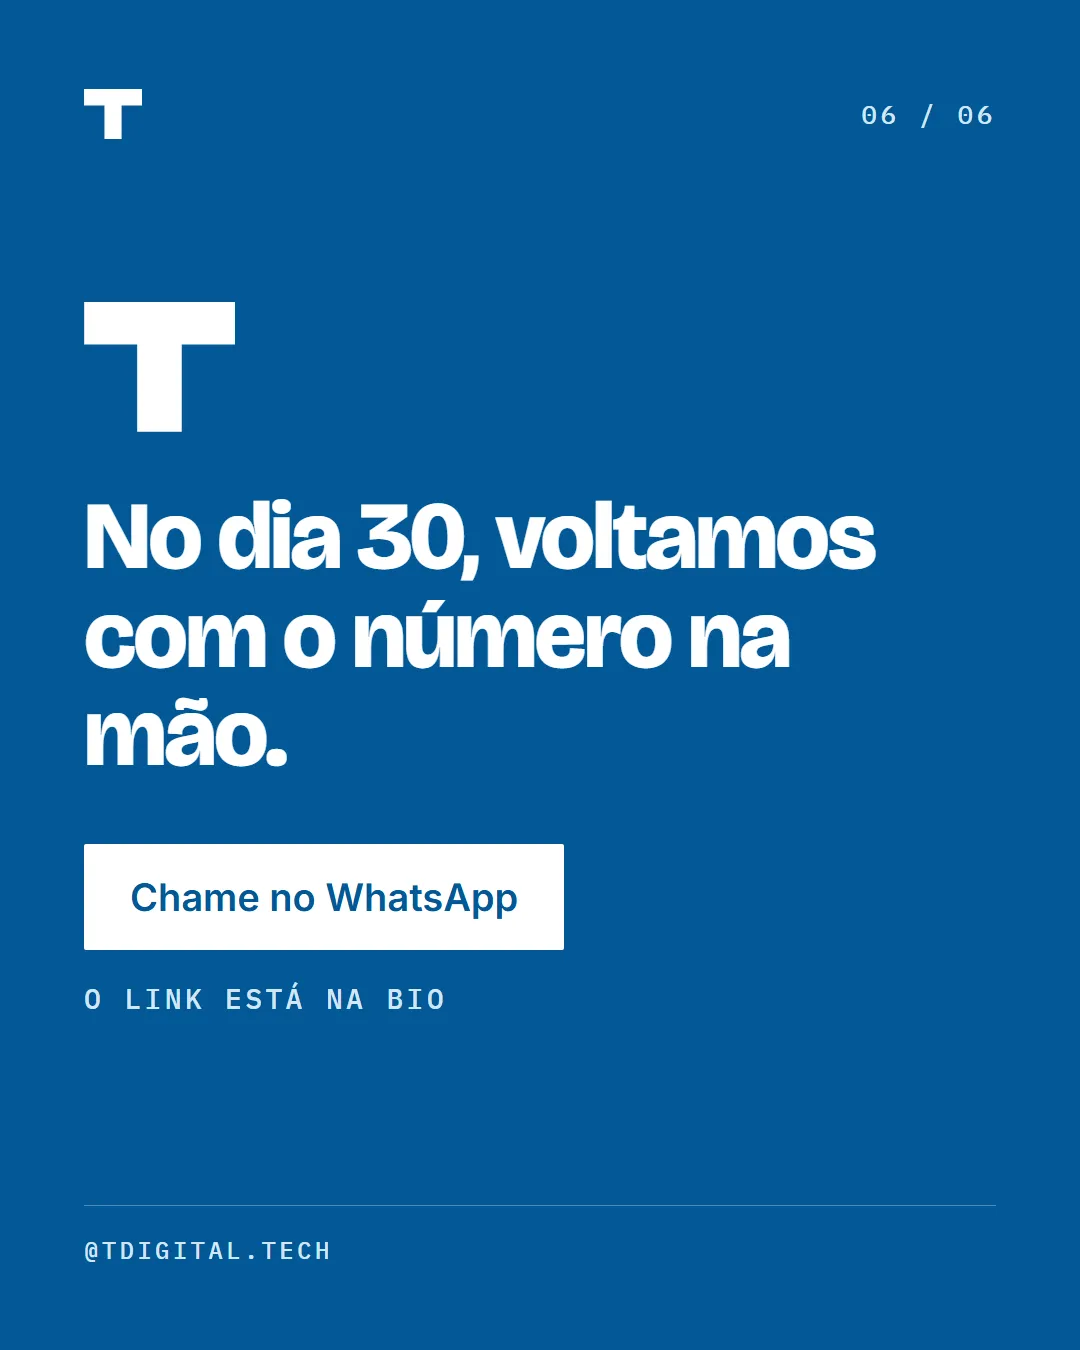 T
06 / 06
T
No dia 30, voltamos
com o número na
mão.
Chame no WhatsApp
O LINK ESTÁ NA BIO
@TDIGITAL.TECH